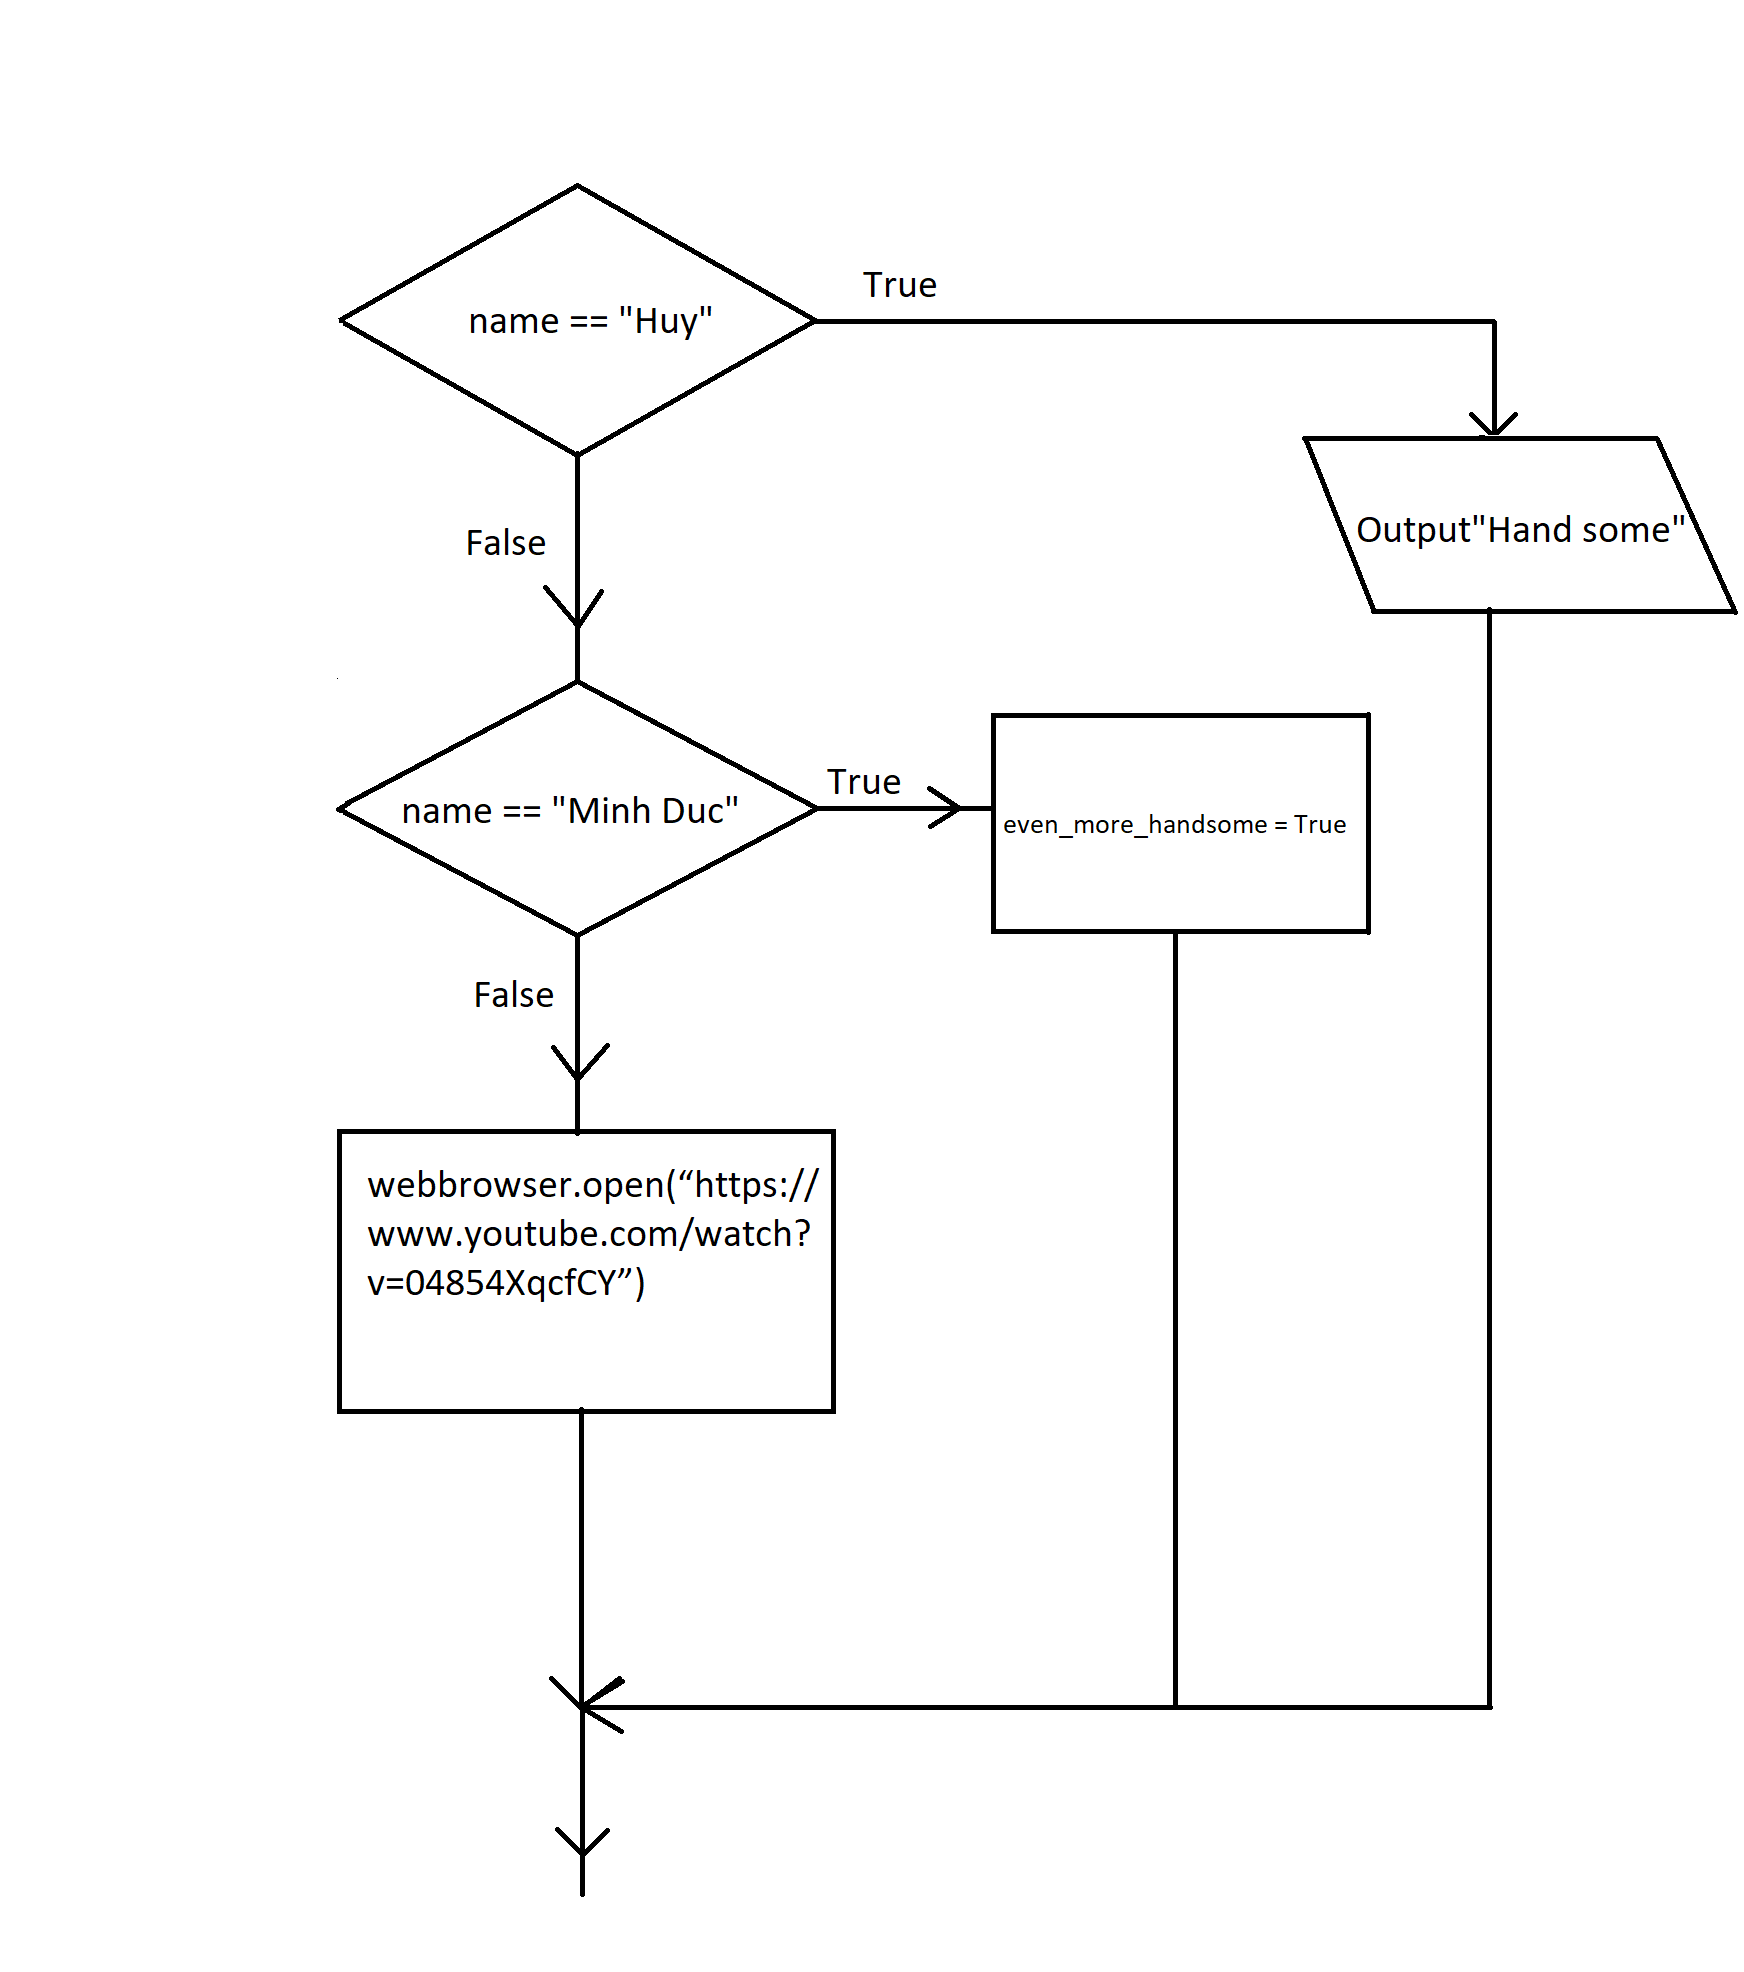 True
name == "Huy"
Output"Hand some"
False
True
name == "Minh Duc"
even_more_handsome = True
False
webbrowser.open(“https://
www.youtube.com/watch?
v=04854XqcfCY”)